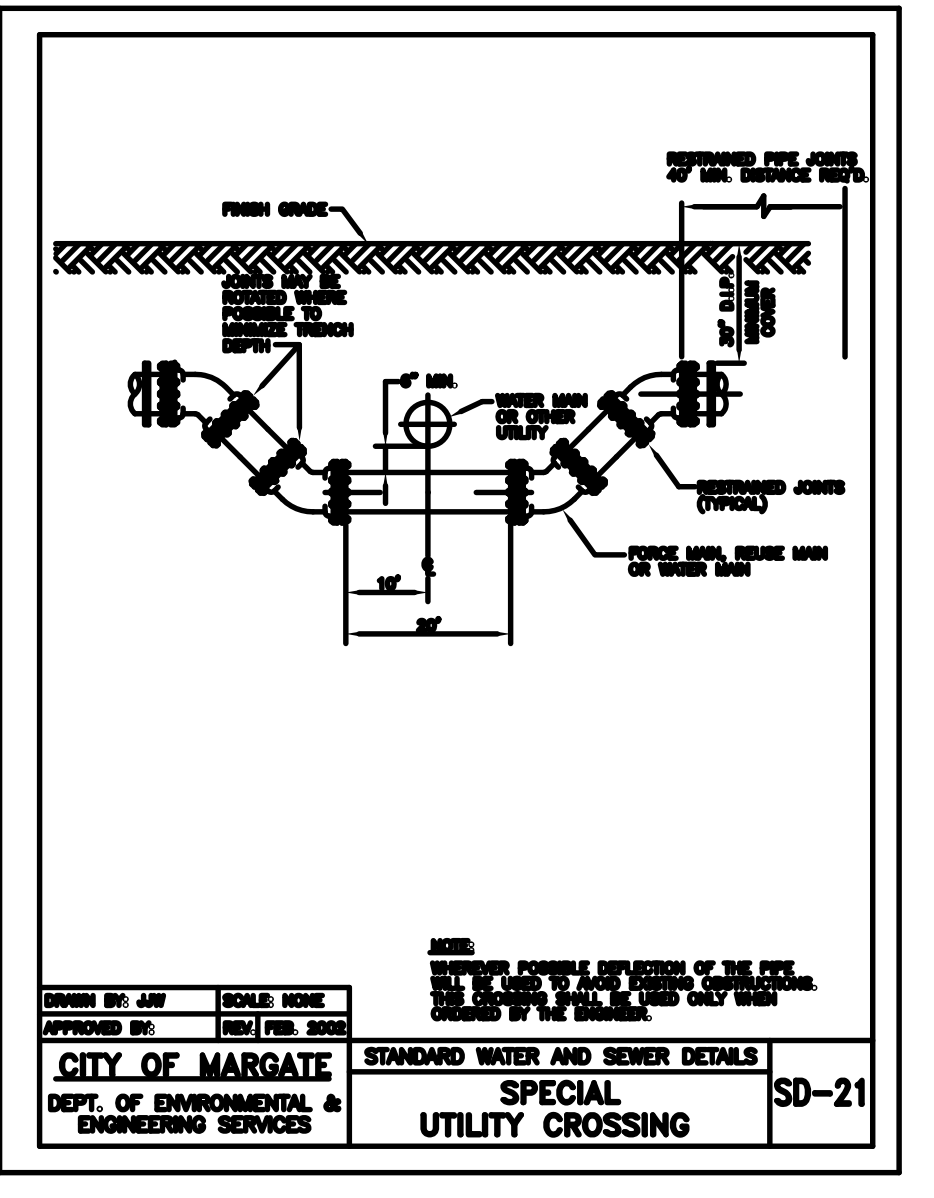 RESTRAINED PIPE JOINTS
40' MIN. DISTANCE REQ'D.
FINISH GRADE
JOINTS MAY BE
ROTATED WHERE
POSSIBLE TO
MINIMIZE TRENCH
DEPTH
30" D.I.P.
MINIMUM
COVER
6" MIN.
WATER MAIN
OR OTHER
UTILITY
RESTRAINED JOINTS
(TYPICAL)
FORCE MAIN, REUSE MAIN
OR WATER MAIN
℄
10'
20'
NOTE:
WHEREVER POSSIBLE DEFLECTION OF THE PIPE
WILL BE USED TO AVOID EXISTING OBSTRUCTIONS.
THIS CROSSING SHALL BE USED ONLY WHEN
ORDERED BY THE ENGINEER.
DRAWN BY: JJW
SCALE: NONE
APPROVED BY:
REV. FEB. 2002
CITY OF MARGATE
DEPT. OF ENVIRONMENTAL &
ENGINEERING SERVICES
STANDARD WATER AND SEWER DETAILS
SPECIAL
UTILITY CROSSING
SD-21